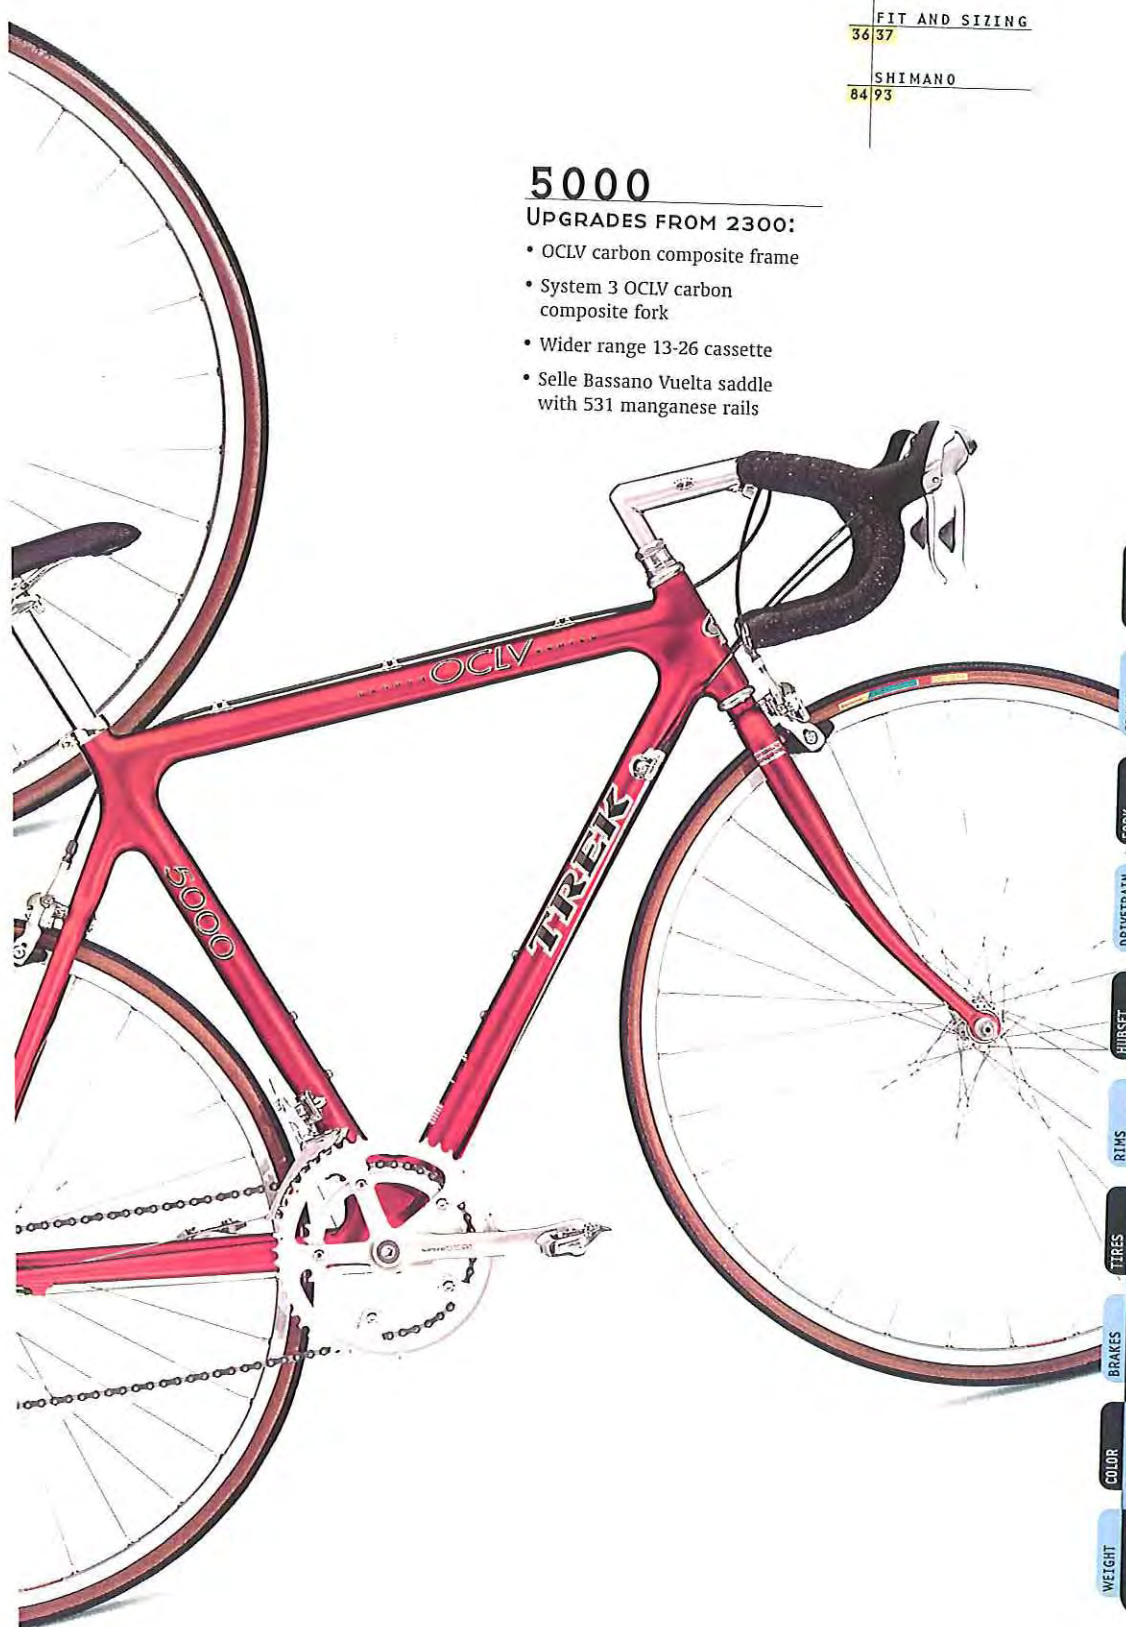 FIT AND SIZING
36 37
SHIMANO
84 93
5000
UPGRADES FROM 2300:
• OCLV carbon composite frame
• System 3 OCLV carbon
composite fork
• Wider range 13-26 cassette
• Selle Bassano Vuelta saddle
with 531 manganese rails
OCLV
TREK
5000
DRIVETRAIN
HUBSET
RIMS
TIRES
BRAKES
COLOR
WEIGHT